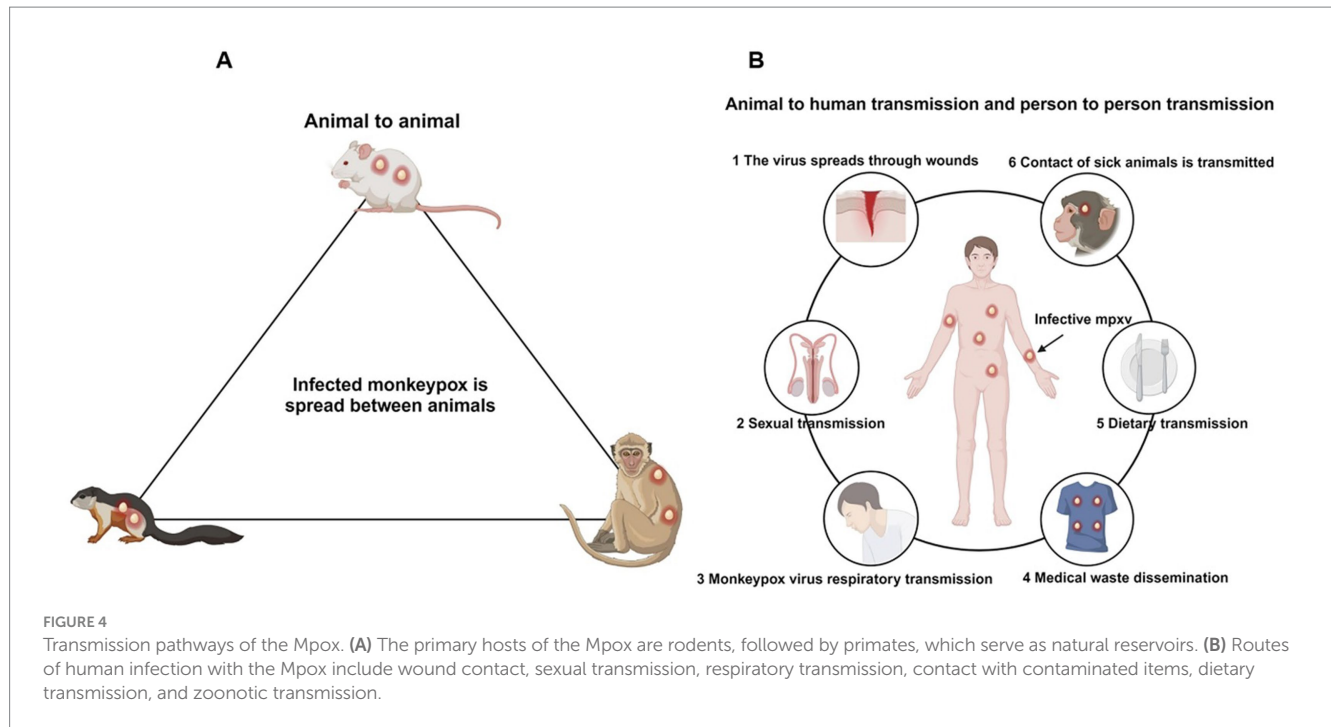 A
Animal to animal
Infected monkeypox is
spread between animals
B
Animal to human transmission and person to person transmission
1 The virus spreads through wounds
6 Contact of sick animals is transmitted
Infective mpxv
2 Sexual transmission
5 Dietary transmission
3 Monkeypox virus respiratory transmission
4 Medical waste dissemination
FIGURE 4
Transmission pathways of the Mpox. (A) The primary hosts of the Mpox are rodents, followed by primates, which serve as natural reservoirs. (B) Routes
of human infection with the Mpox include wound contact, sexual transmission, respiratory transmission, contact with contaminated items, dietary
transmission, and zoonotic transmission.